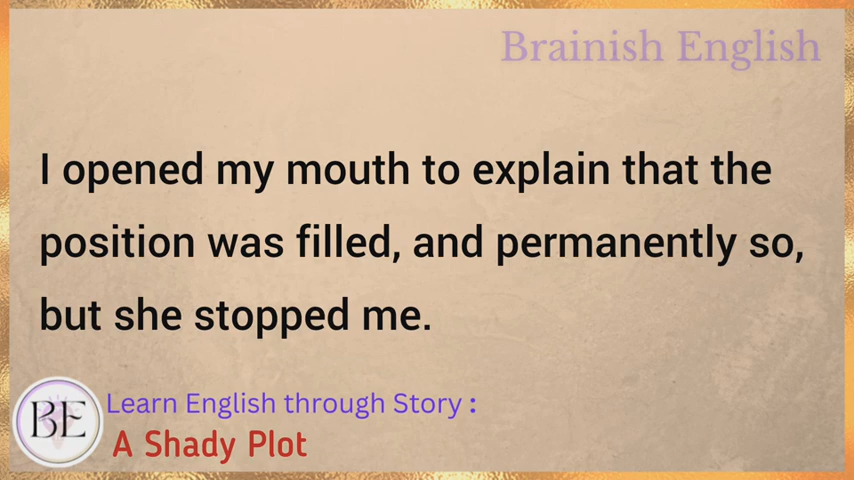 Brainish English
I opened my mouth to explain that the
position was filled, and permanently so,
but she stopped me.
BE
Learn English through Story :
A Shady Plot